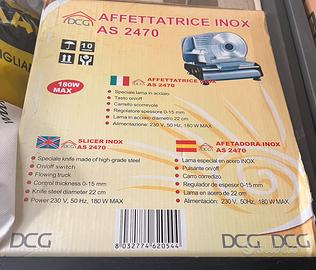 DCG
AFFETTATRICE INOX
AS 2470
10
180W
MAX
AFFETTATRICE INOX
AS 2470
Speciale lama in acciaio
Tasto on/off
Carrello scorrevole
Regolatore spessore 0-15 mm
Lama in acciaio diametro 22 cm
Alimentazione: 230 V, 50 Hz, 180 W MAX
SLICER INOX
AS 2470
Speciale knife made of high-grade steel
On/off switch
Flowing truck
Control thickness 0-15 mm
Knife steel diameter 22 cm
Power 230 V, 50 Hz, 180 W MAX
AFETADORA INOX
AS 2470
Lama especial en acero INOX
Pulsante on/off
Carro corredizo
Regulador de espesor 0-15 mm
Lama en acero de 22 cm
Alimentación: 230 V, 50Hz, 180 W MAX
8 032774 620544
DCG
DCG DCG